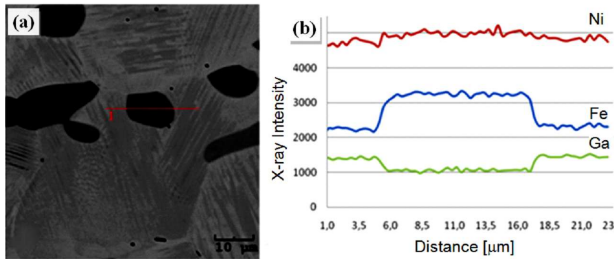 (a)
1
10 µm
(b)
Ni
Fe
Ga
X-ray Intensity
3000
4000
2000
1000
0
1,0 3,5 6,0 8,5 11,0 13,5 16,0 18,5 21,0 23
Distance [µm]